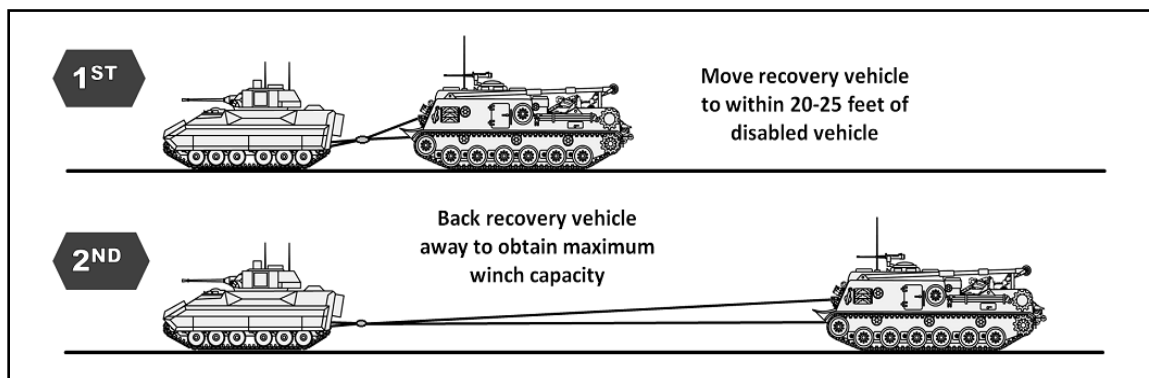 1ST
Move recovery vehicle
to within 20-25 feet of
disabled vehicle
2ND
Back recovery vehicle
away to obtain maximum
winch capacity